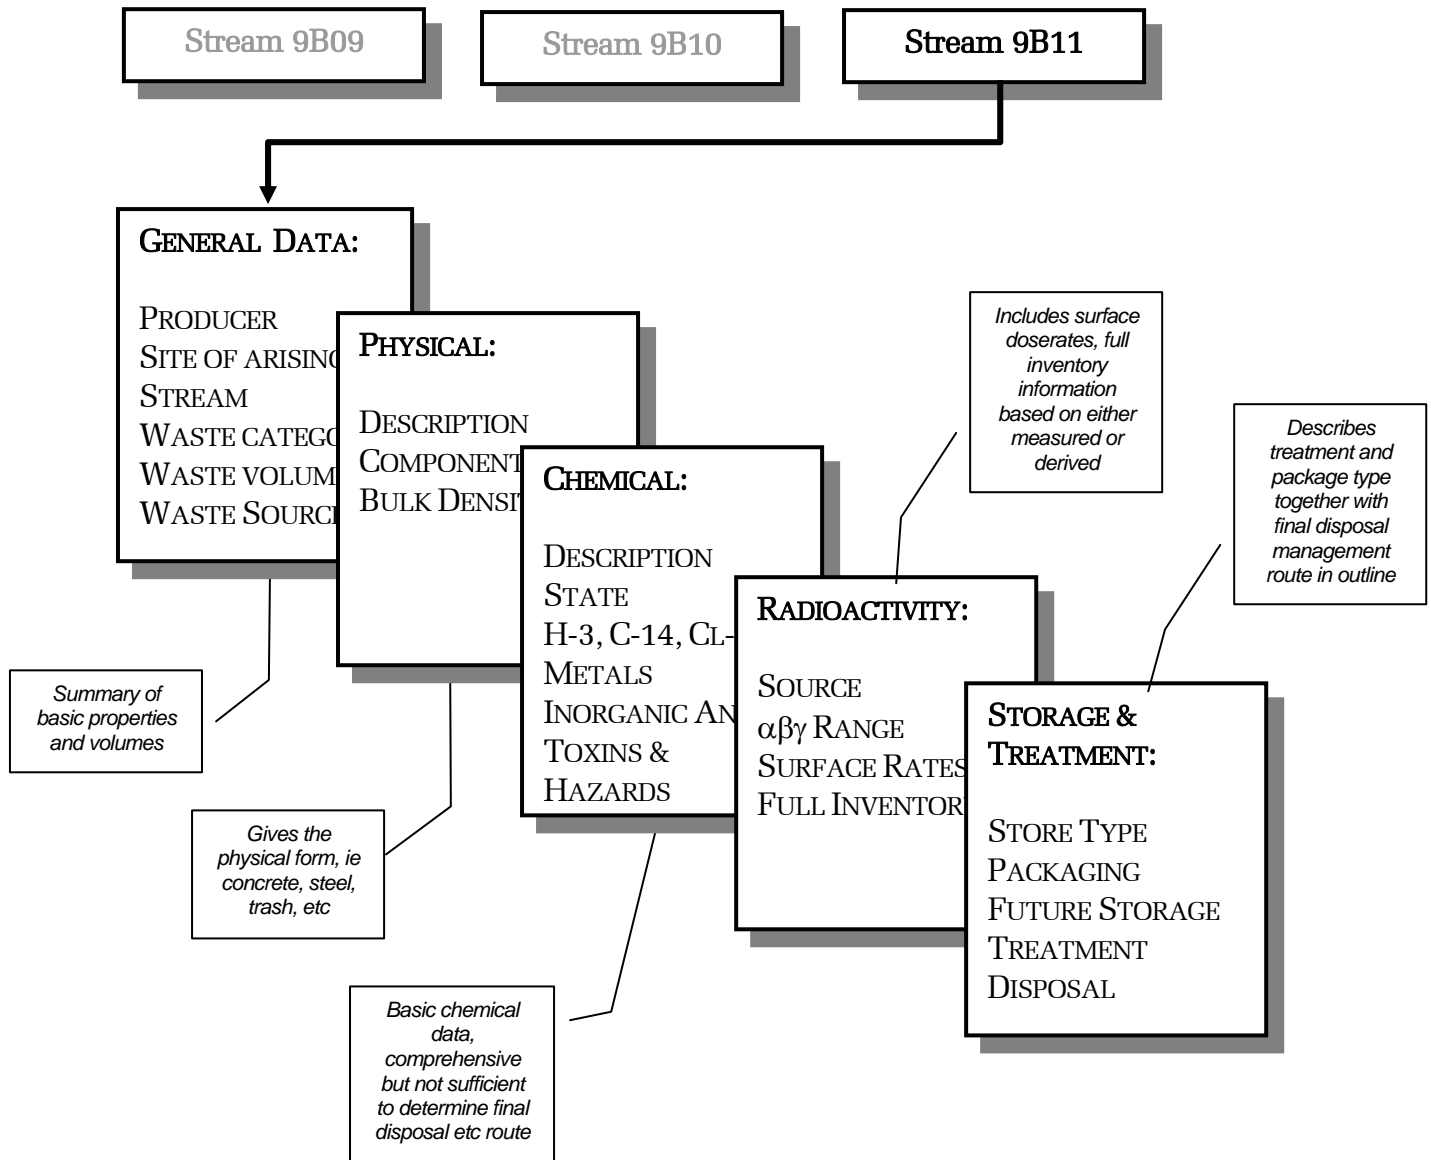 Stream 9B09
Stream 9B10
Stream 9B11
GENERAL DATA:
PRODUCER
SITE OF ARISING
STREAM
WASTE CATEGO
WASTE VOLUM
WASTE SOURC
PHYSICAL:
DESCRIPTION
COMPONENT
BULK DENSI
CHEMICAL:
DESCRIPTION
STATE
H-3, C-14, CL-
METALS
INORGANIC AN
TOXINS &
HAZARDS
RADIOACTIVITY:
SOURCE
αβγ RANGE
SURFACE RATES
FULL INVENTOR
STORAGE &
TREATMENT:
STORE TYPE
PACKAGING
FUTURE STORAGE
TREATMENT
DISPOSAL
Includes surface
doserates, full
inventory
information
based on either
measured or
derived
Describes
treatment and
package type
together with
final disposal
management
route in outline
Summary of
basic properties
and volumes
Gives the
physical form, ie
concrete, steel,
trash, etc
Basic chemical
data,
comprehensive
but not sufficient
to determine final
disposal etc route